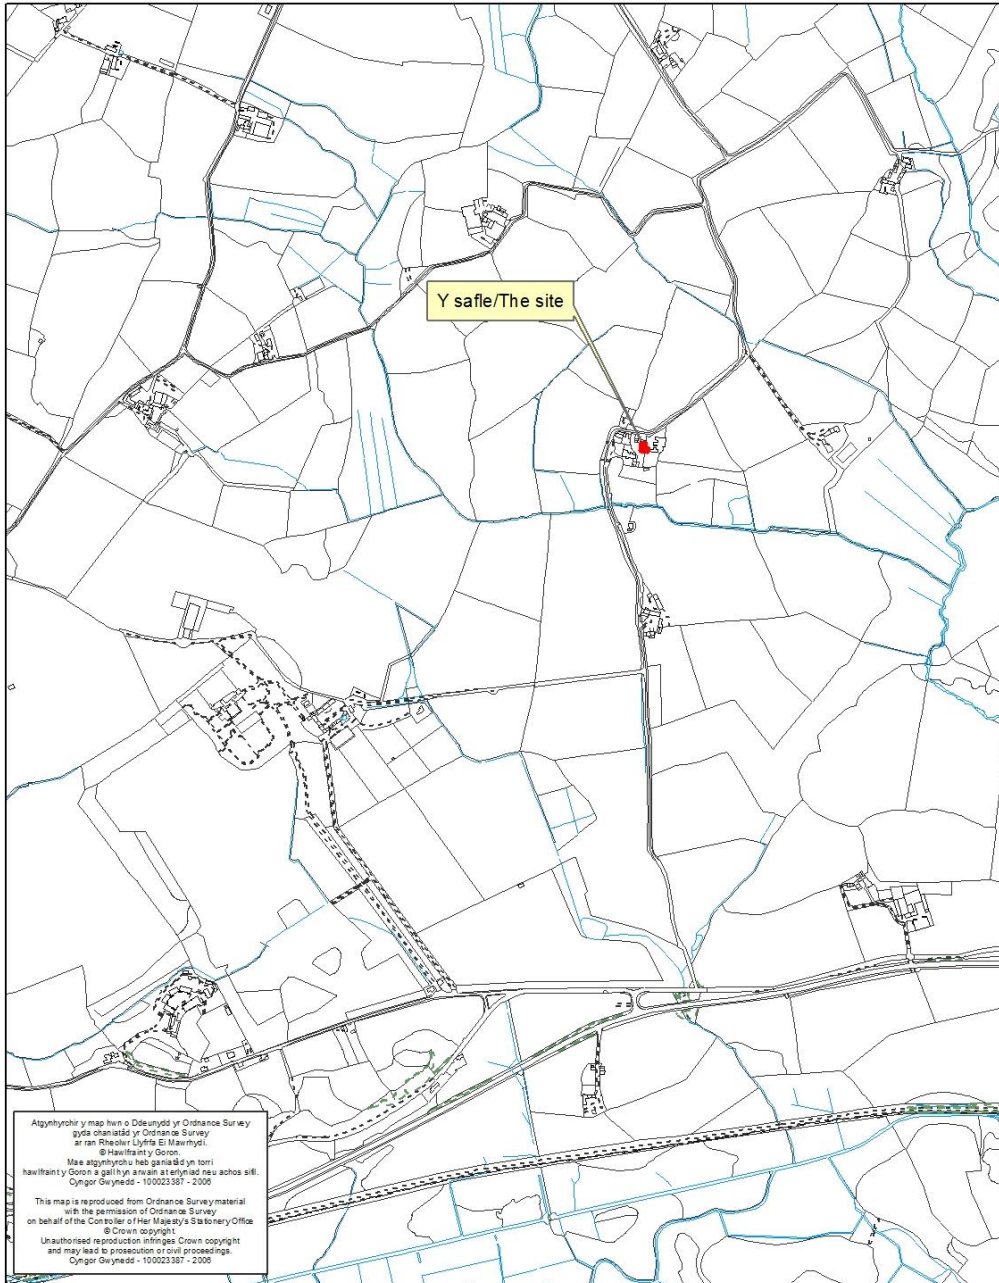 Y safle/The site
Atgynhyrchir y map hwn o Ddeunydd yr Ordnance Survey
gyda chaniatâd yr Ordnance Survey
ar ran Rheolwr Llyfrfa Ei Mawrhydi.
© Hawlfraint y Goron.
Mae atgynhyrchu heb ganiatâd yn torri
hawlfraint y Goron a gall hyn arwain at erlyniad neu achos sifil.
Cyngor Gwynedd - 100023387 - 2006
This map is reproduced from Ordnance Survey material
with the permission of Ordnance Survey
on behalf of the Controller of Her Majesty's Stationery Office
© Crown copyright.
Unauthorised reproduction infringes Crown copyright
and may lead to prosecution or civil proceedings.
Cyngor Gwynedd - 100023387 - 2006